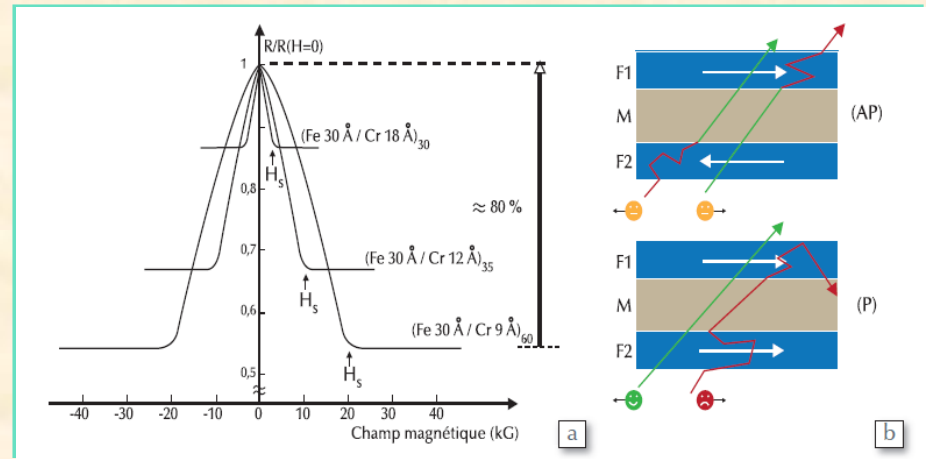 R/R(H=0)
1
(Fe 30 Å / Cr 18 Å)30
Hs
0,8
≈ 80 %
0,7
(Fe 30 Å / Cr 12 Å)35
Hs
0,6
(Fe 30 Å / Cr 9 Å)60
Hs
0,5
≈
-40 -30 -20 -10 0 10 20 30 40
Champ magnétique (kG)
a
F1
M
(AP)
F2
F1
M
(P)
F2
b